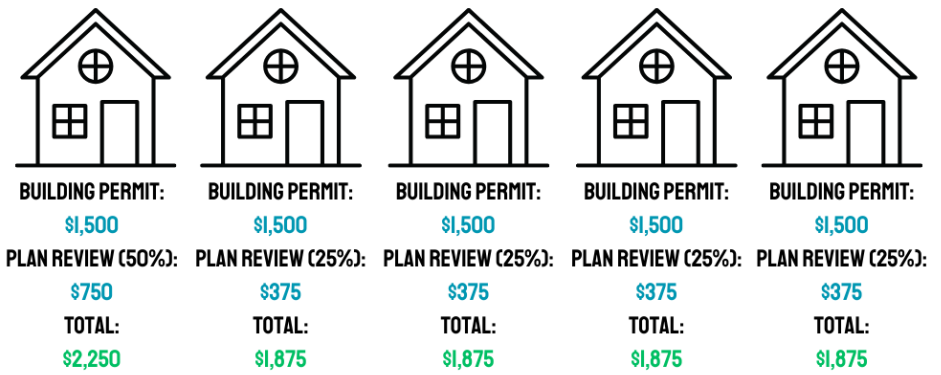 BUILDING PERMIT:
$1,500
PLAN REVIEW (50%):
$750
TOTAL:
$2,250
BUILDING PERMIT:
$1,500
PLAN REVIEW (25%):
$375
TOTAL:
$1,875
BUILDING PERMIT:
$1,500
PLAN REVIEW (25%):
$375
TOTAL:
$1,875
BUILDING PERMIT:
$1,500
PLAN REVIEW (25%):
$375
TOTAL:
$1,875
BUILDING PERMIT:
$1,500
PLAN REVIEW (25%):
$375
TOTAL:
$1,875